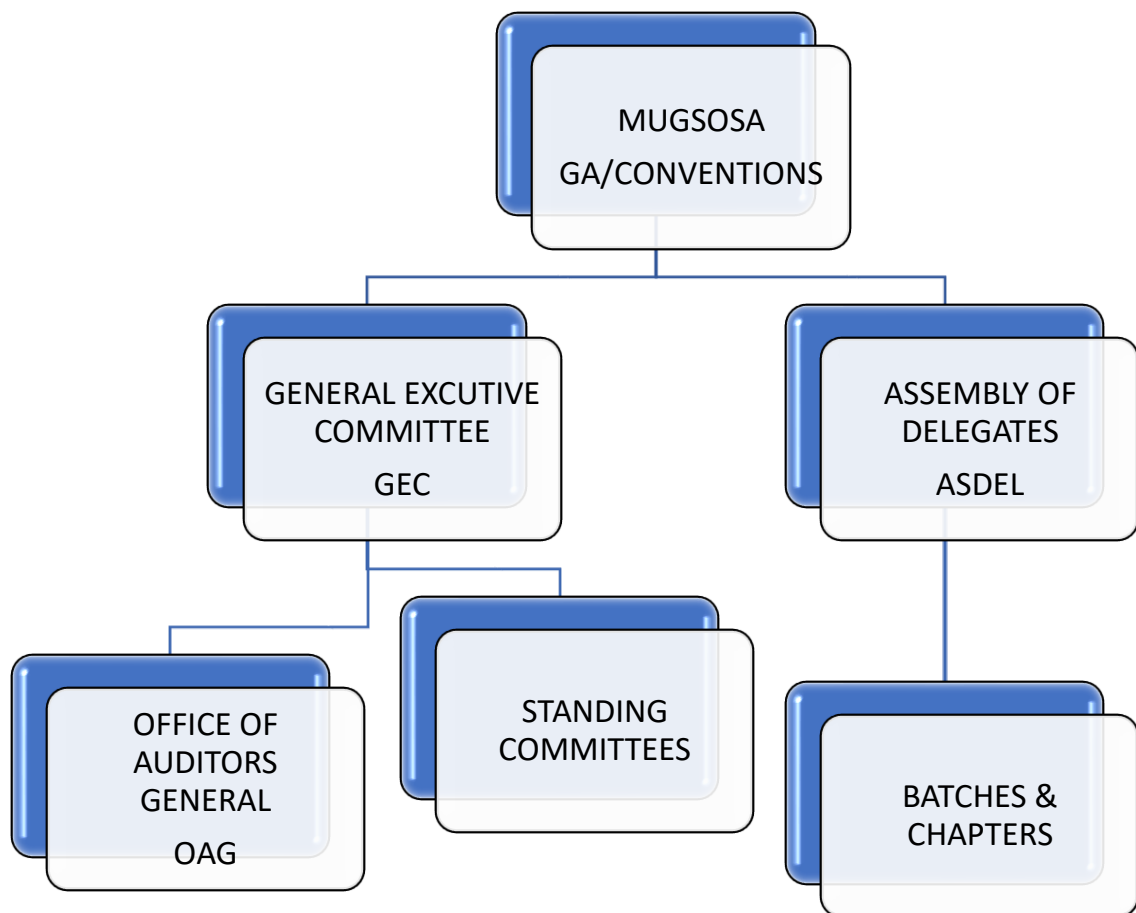 MUGSOSA
GA/CONVENTIONS
GENERAL EXCUTIVE
COMMITTEE
GEC
ASSEMBLY OF
DELEGATES
ASDEL
OFFICE OF
AUDITORS
GENERAL
OAG
STANDING
COMMITTEES
BATCHES &
CHAPTERS